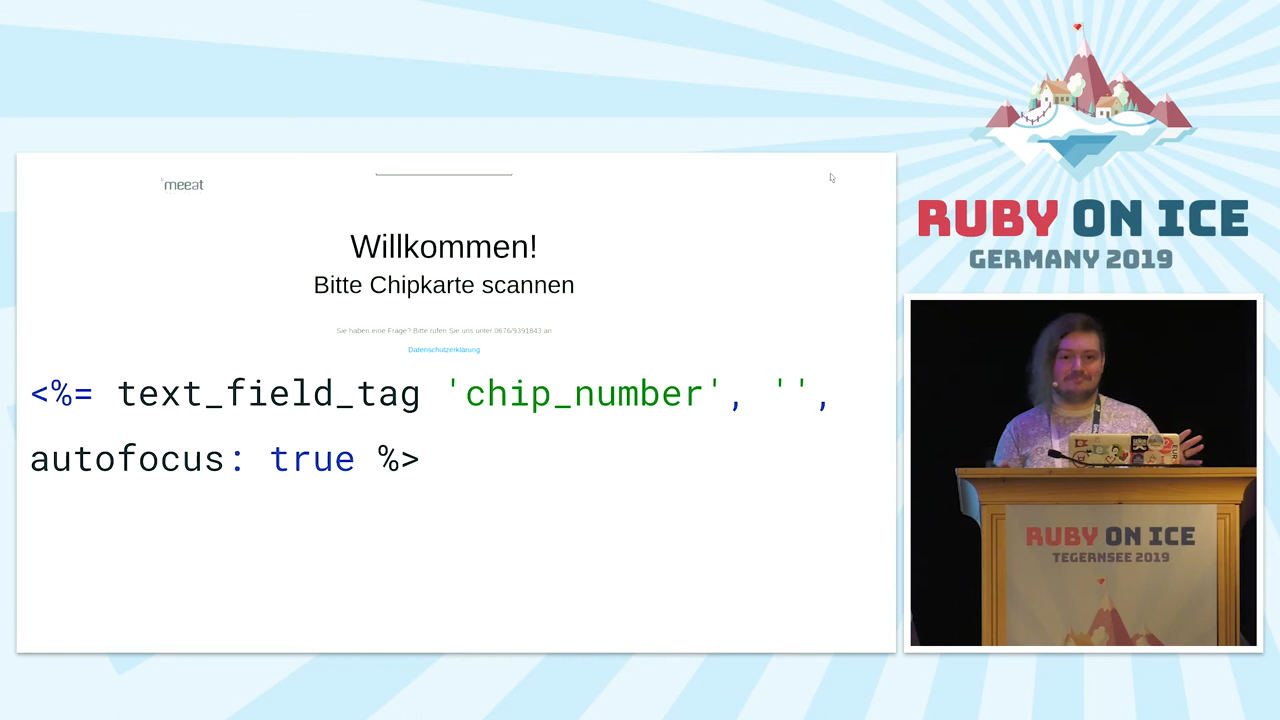 meeat
Willkommen!
Bitte Chipkarte scannen
Sie haben eine Frage? Bitte rufen Sie uns unter 0676/9391843 an
Datenschutzerklärung
<%= text_field_tag 'chip_number', '',
autofocus: true %>
RUBY ON ICE
GERMANY 2019
RUBY ON ICE
TEGERNSEE 2019